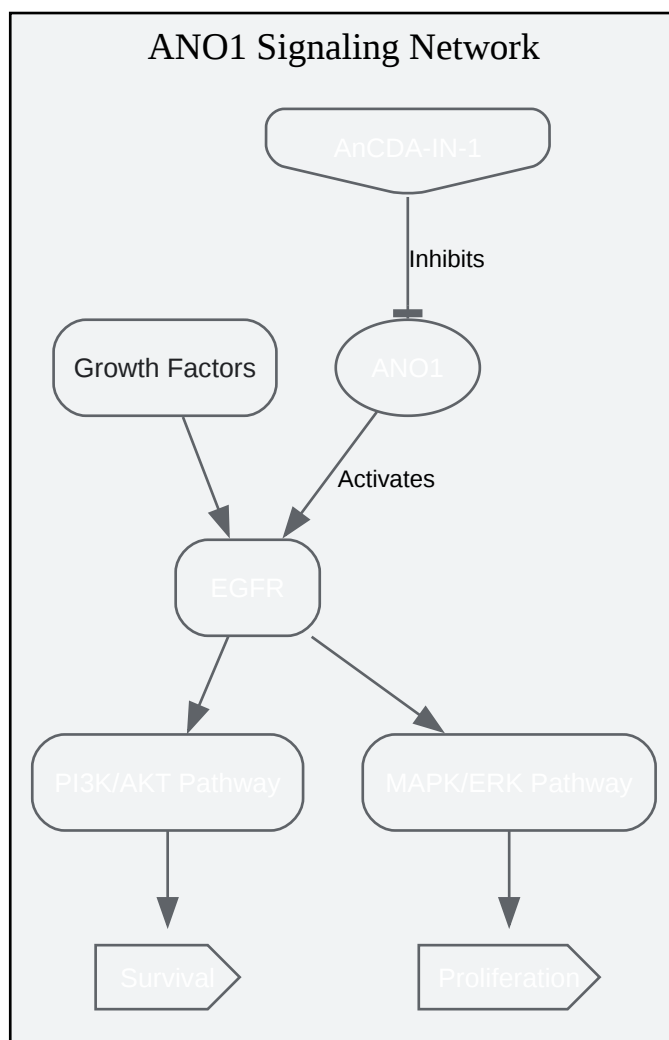 ANO1 Signaling Network
AnCDA-IN-1
Inhibits
Growth Factors
ANO1
Activates
EGFR
PI3K/AKT Pathway
MAPK/ERK Pathway
Survival
Proliferation